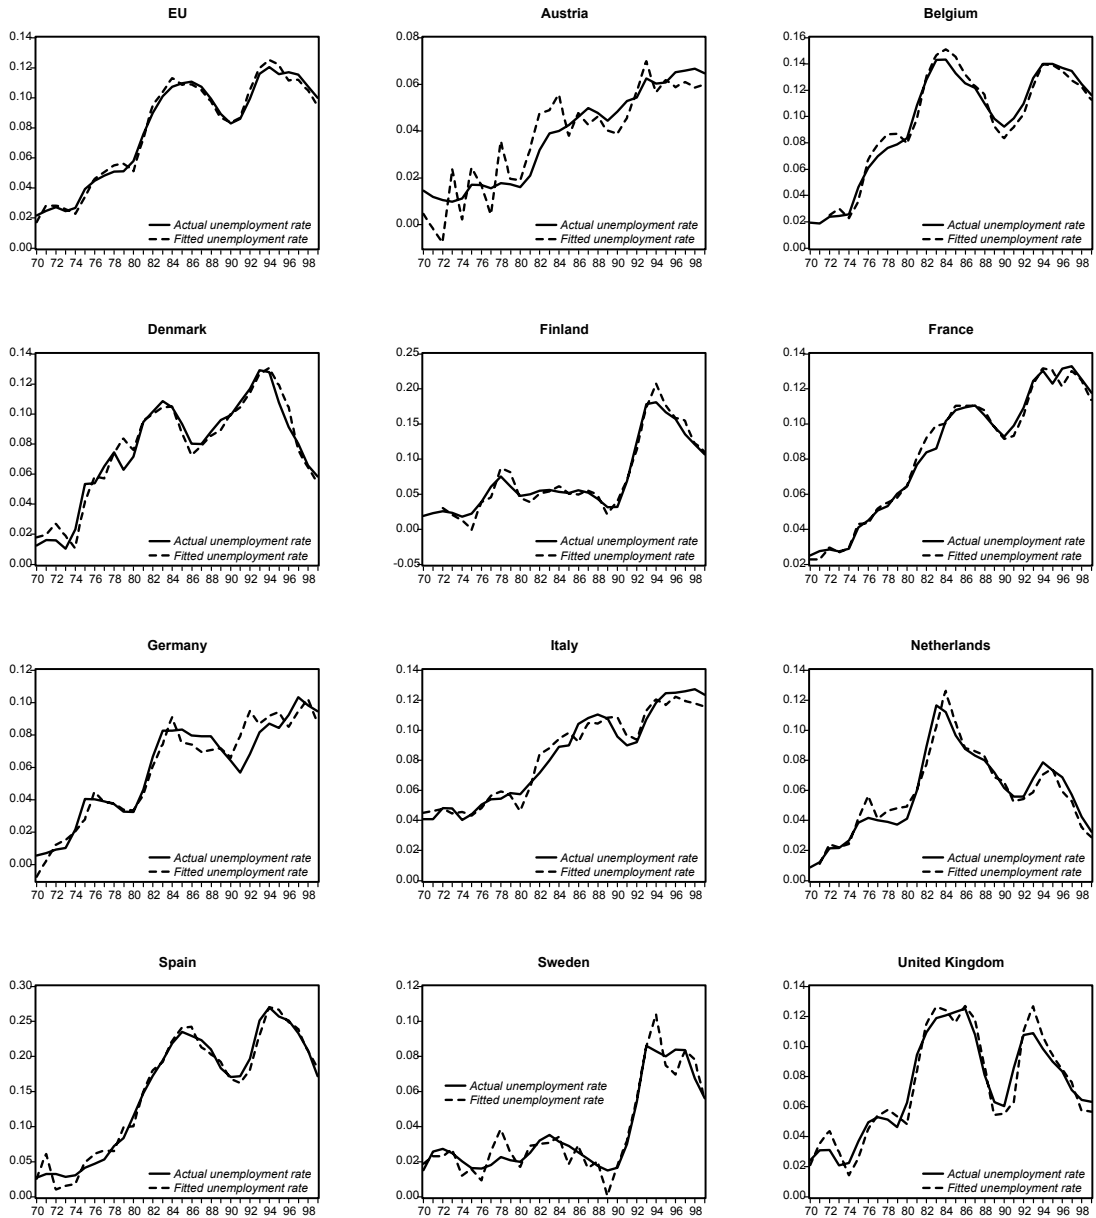 EU
0.14
0.12
0.10
0.08
0.06
0.04
0.02
0.00
70 72 74 76 78 80 82 84 86 88 90 92 94 96 98
Actual unemployment rate
Fitted unemployment rate
Austria
0.08
0.06
0.04
0.02
0.00
70 72 74 76 78 80 82 84 86 88 90 92 94 96 98
Actual unemployment rate
Fitted unemployment rate
Belgium
0.16
0.14
0.12
0.10
0.08
0.06
0.04
0.02
0.00
70 72 74 76 78 80 82 84 86 88 90 92 94 96 98
Actual unemployment rate
Fitted unemployment rate
Denmark
0.14
0.12
0.10
0.08
0.06
0.04
0.02
0.00
70 72 74 76 78 80 82 84 86 88 90 92 94 96 98
Actual unemployment rate
Fitted unemployment rate
Finland
0.25
0.20
0.15
0.10
0.05
0.00
-0.05
70 72 74 76 78 80 82 84 86 88 90 92 94 96 98
Actual unemployment rate
Fitted unemployment rate
France
0.14
0.12
0.10
0.08
0.06
0.04
0.02
70 72 74 76 78 80 82 84 86 88 90 92 94 96 98
Actual unemployment rate
Fitted unemployment rate
Germany
0.12
0.10
0.08
0.06
0.04
0.02
0.00
70 72 74 76 78 80 82 84 86 88 90 92 94 96 98
Actual unemployment rate
Fitted unemployment rate
Italy
0.14
0.12
0.10
0.08
0.06
0.04
0.02
0.00
70 72 74 76 78 80 82 84 86 88 90 92 94 96 98
Actual unemployment rate
Fitted unemployment rate
Netherlands
0.14
0.12
0.10
0.08
0.06
0.04
0.02
0.00
70 72 74 76 78 80 82 84 86 88 90 92 94 96 98
Actual unemployment rate
Fitted unemployment rate
Spain
0.30
0.25
0.20
0.15
0.10
0.05
0.00
70 72 74 76 78 80 82 84 86 88 90 92 94 96 98
Actual unemployment rate
Fitted unemployment rate
Sweden
0.12
0.10
0.08
0.06
0.04
0.02
0.00
70 72 74 76 78 80 82 84 86 88 90 92 94 96 98
Actual unemployment rate
Fitted unemployment rate
United Kingdom
0.14
0.12
0.10
0.08
0.06
0.04
0.02
0.00
70 72 74 76 78 80 82 84 86 88 90 92 94 96 98
Actual unemployment rate
Fitted unemployment rate